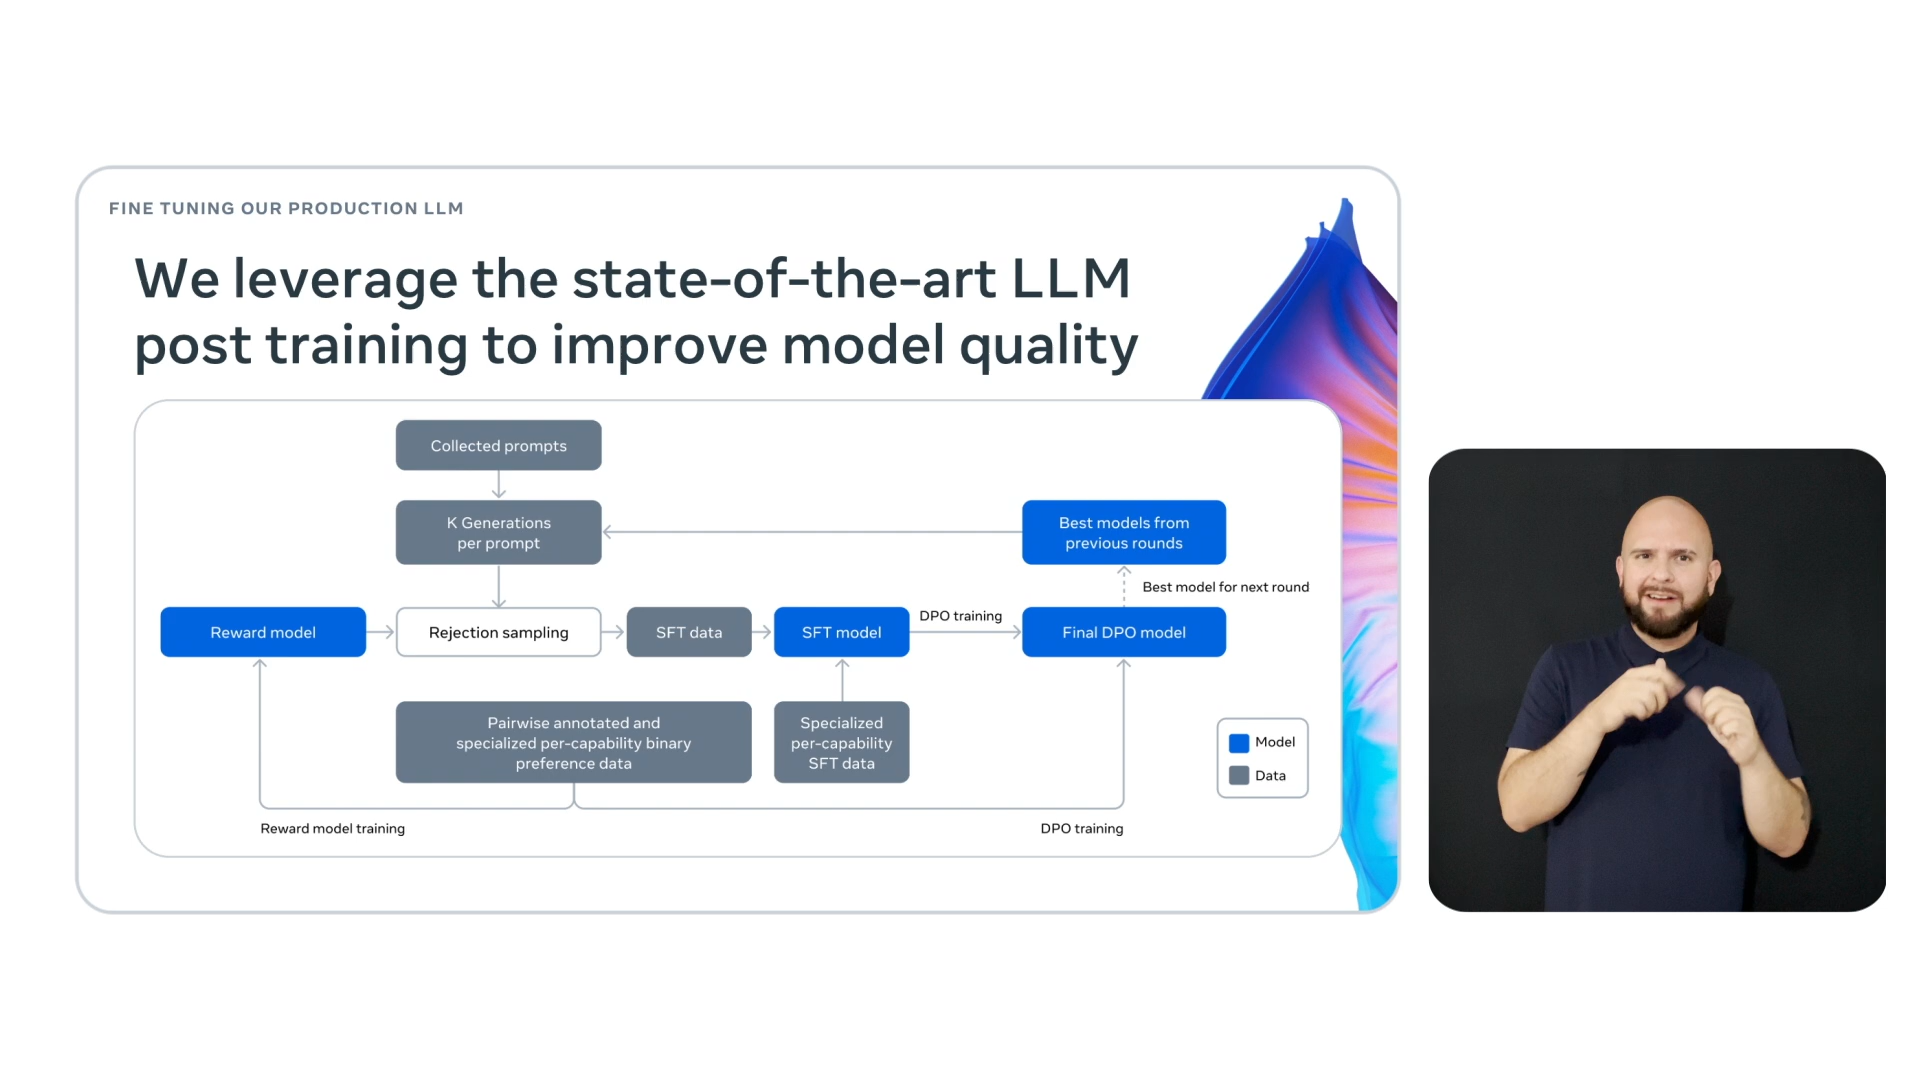 FINE TUNING OUR PRODUCTION LLM
We leverage the state-of-the-art LLM
post training to improve model quality
Collected prompts
K Generations
per prompt
Best models from
previous rounds
Best model for next round
Reward model
Rejection sampling
SFT data
SFT model
DPO training
Final DPO model
Pairwise annotated and
specialized per-capability binary
preference data
Specialized
per-capability
SFT data
Model
Data
Reward model training
DPO training